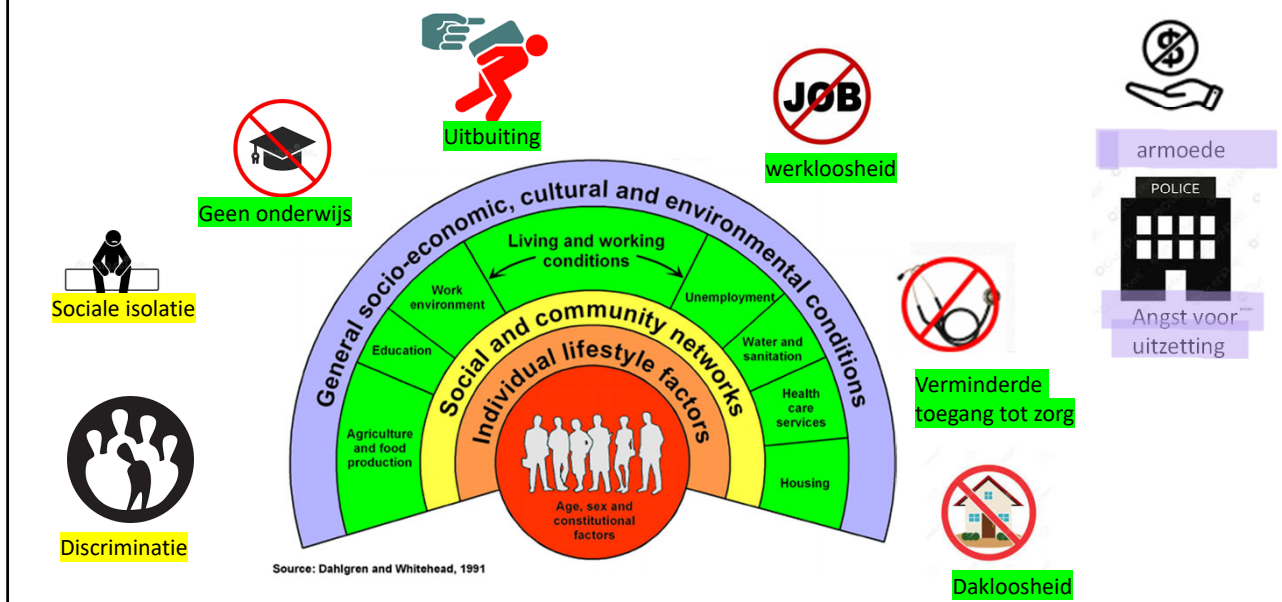 Uitbuiting
JOB
werkloosheid
armoede
POLICE
Angst voor
uitzetting
Geen onderwijs
Sociale isolatie
Discriminatie
General socio-economic, cultural and environmental conditions
Living and working
conditions
Work
environment
Education
Agriculture
and food
production
Unemployment
Water and
sanitation
Health
care
services
Housing
Social and community networks
Individual lifestyle factors
Age, sex and
constitutional
factors
Verminderde
toegang tot zorg
Dakloosheid
Source: Dahlgren and Whitehead, 1991